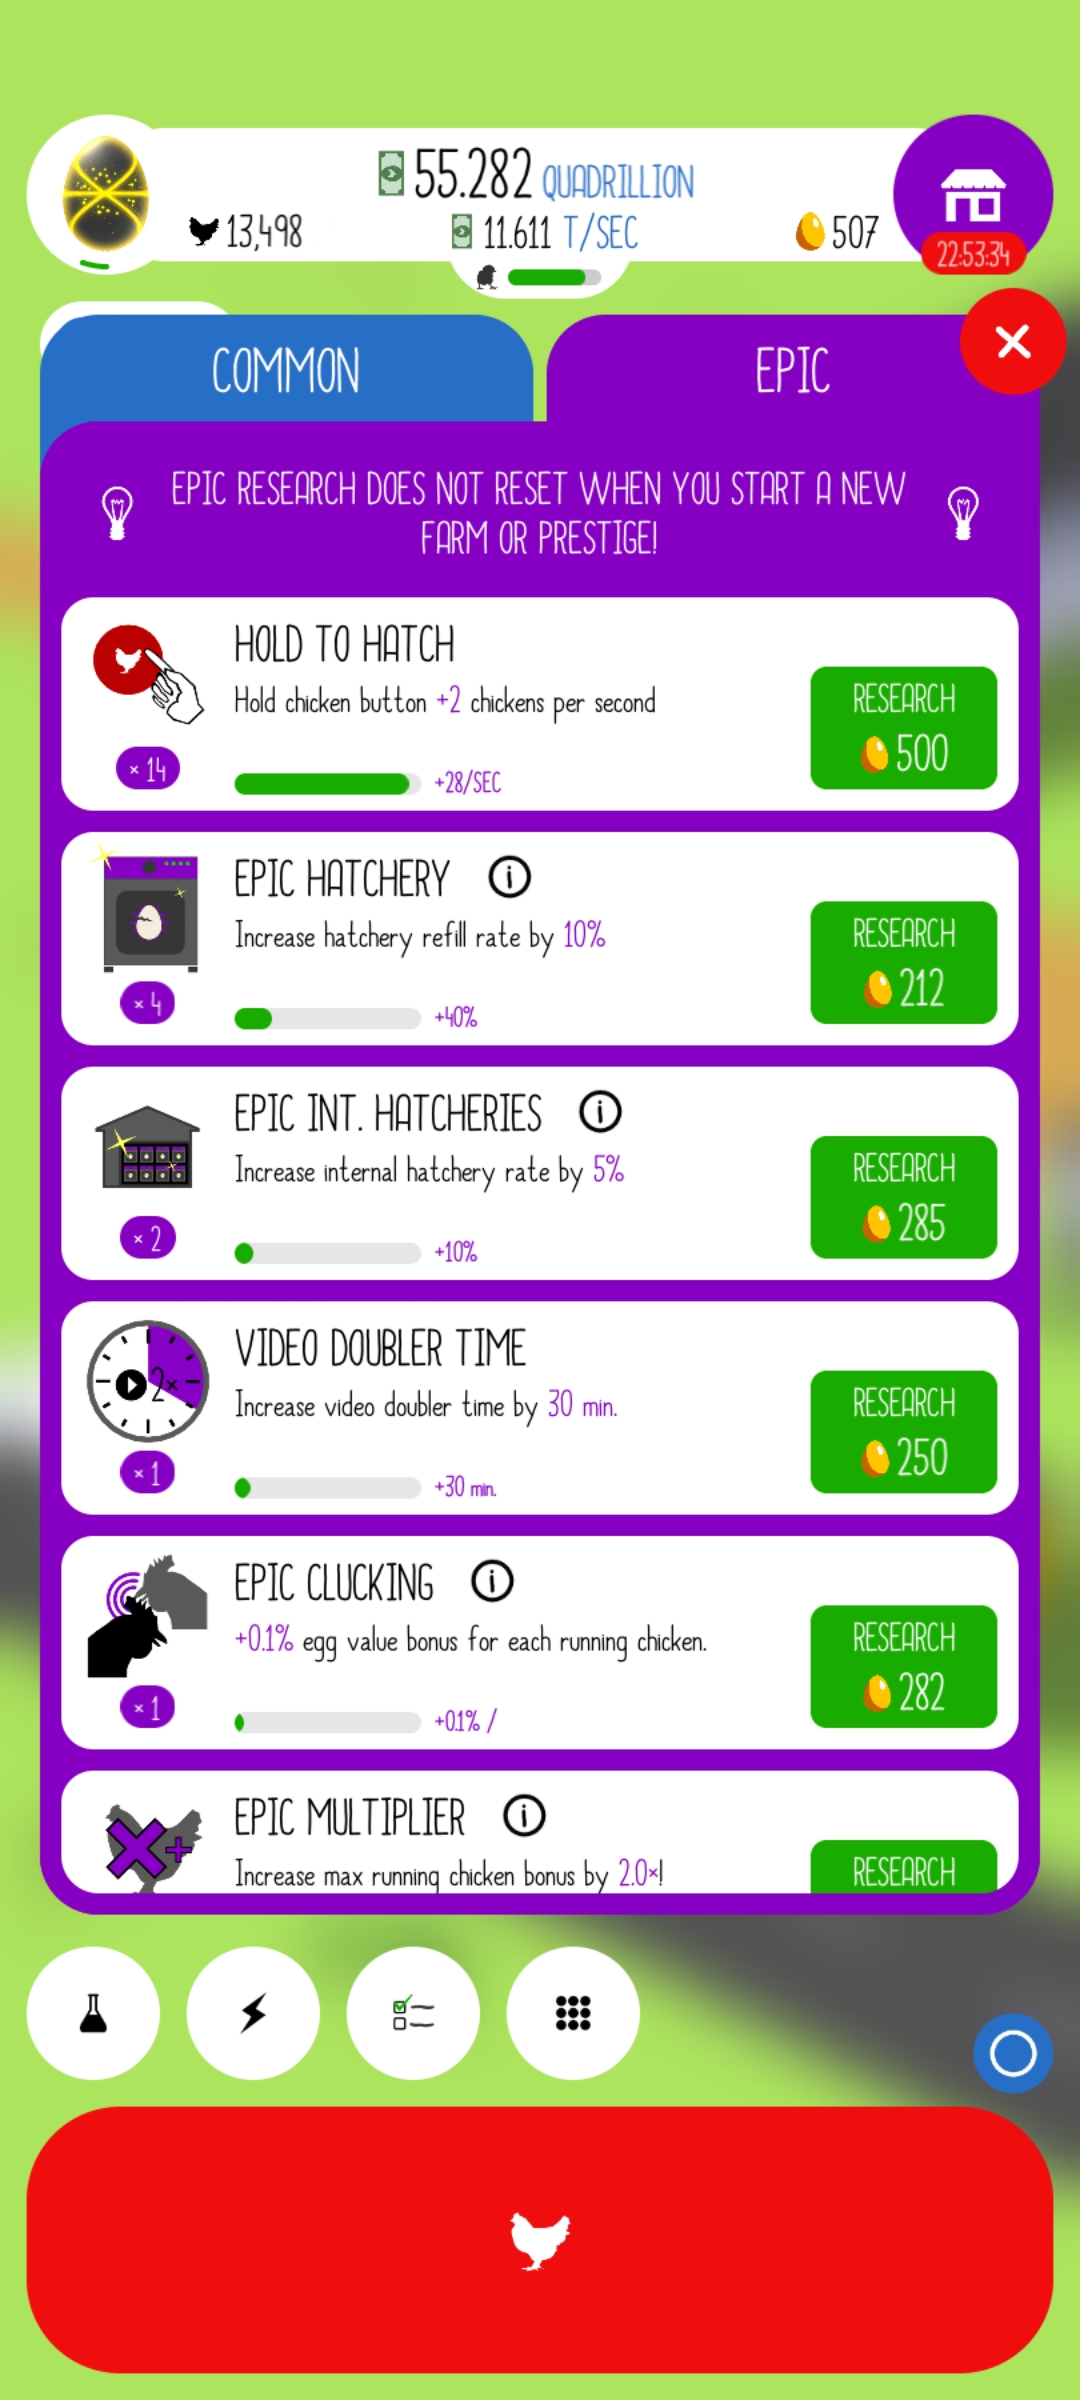 55.282 QUADRILLION
13,498
11.611 T/SEC
507
22:53:34
COMMON
EPIC
EPIC RESEARCH DOES NOT RESET WHEN YOU START A NEW
FARM OR PRESTIGE!
HOLD TO HATCH
Hold chicken button +2 chickens per second
RESEARCH
500
× 14
+28/SEC
EPIC HATCHERY i
Increase hatchery refill rate by 10%
RESEARCH
212
× 4
+40%
EPIC INT. HATCHERIES i
Increase internal hatchery rate by 5%
RESEARCH
285
× 2
+10%
2×
VIDEO DOUBLER TIME
Increase video doubler time by 30 min.
RESEARCH
250
× 1
+30 min.
EPIC CLUCKING i
+0.1% egg value bonus for each running chicken.
RESEARCH
282
× 1
+0.1% /
EPIC MULTIPLIER i
Increase max running chicken bonus by 2.0×!
RESEARCH